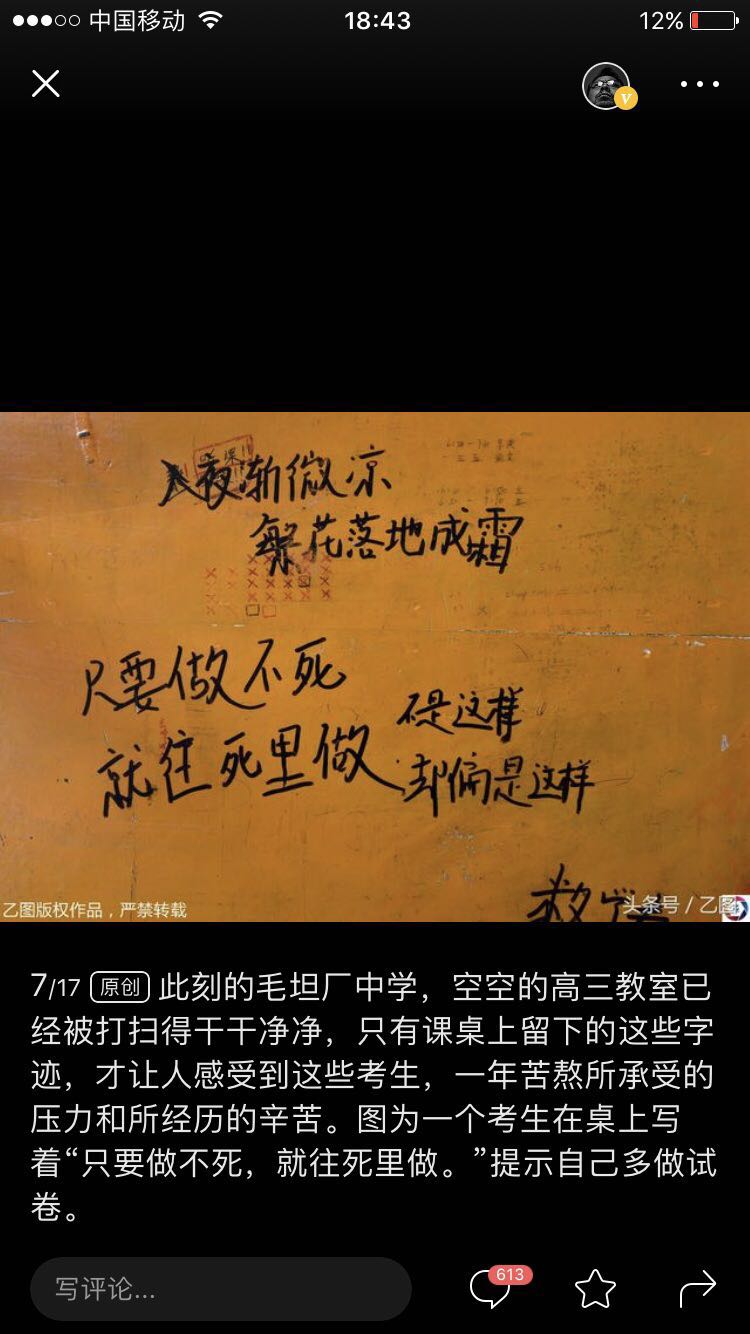 中国移动
18:43
12%
V
入夜斩微凉
繁花落地成霜
只要做不死
就往死里做
不是这样
却偏是这样
数学
乙图版权作品，严禁转载
头条号 / 乙图
7/17 原创 此刻的毛坦厂中学，空空的高三教室已
经被打扫得干干净净，只有课桌上留下的这些字
迹，才让人感受到这些考生，一年苦熬所承受的
压力和所经历的辛苦。图为一个考生在桌上写
着“只要做不死，就往死里做。”提示自己多做试
卷。
写评论...
613